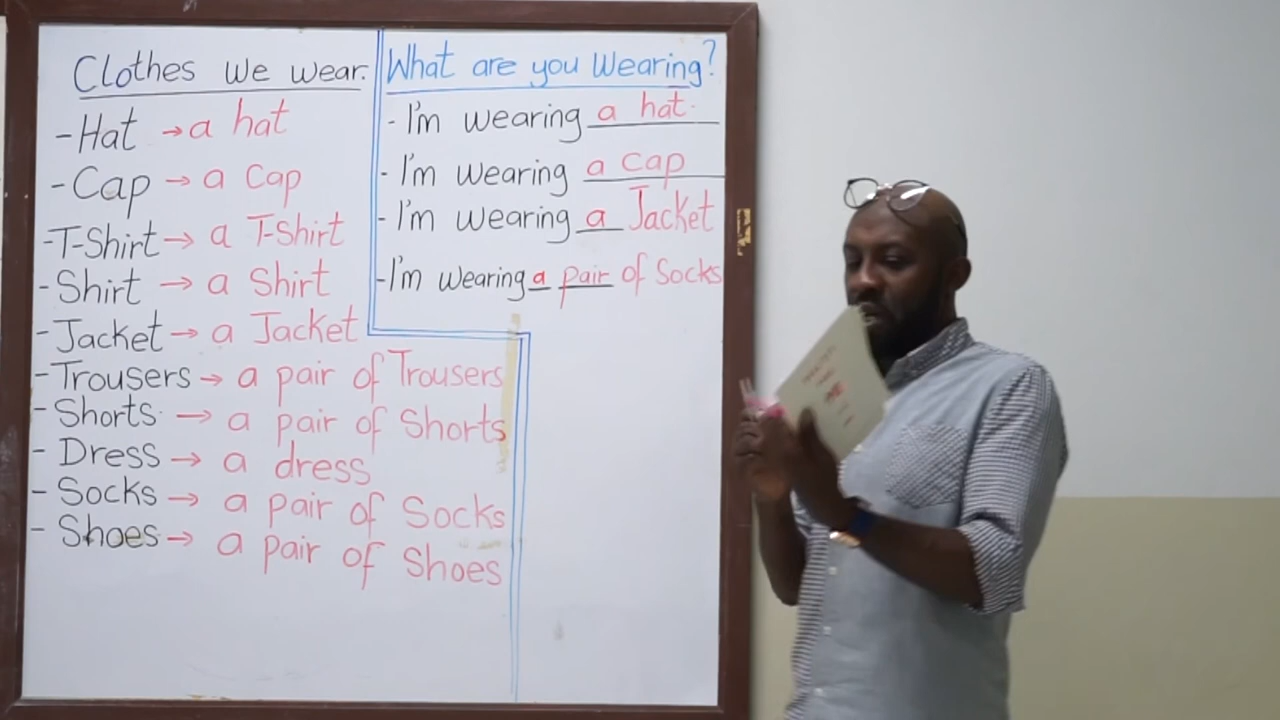 Clothes we wear.
- Hat → a hat
- Cap → a Cap
- T-Shirt → a T-Shirt
- Shirt → a Shirt
- Jacket → a Jacket
- Trousers → a pair of Trousers
- Shorts → a pair of Shorts
- Dress → a dress
- Socks → a pair of Socks
- Shoes → a pair of Shoes
What are you Wearing?
- I'm wearing a hat.
- I'm wearing a cap
- I'm wearing a Jacket
- I'm wearing a pair of Socks